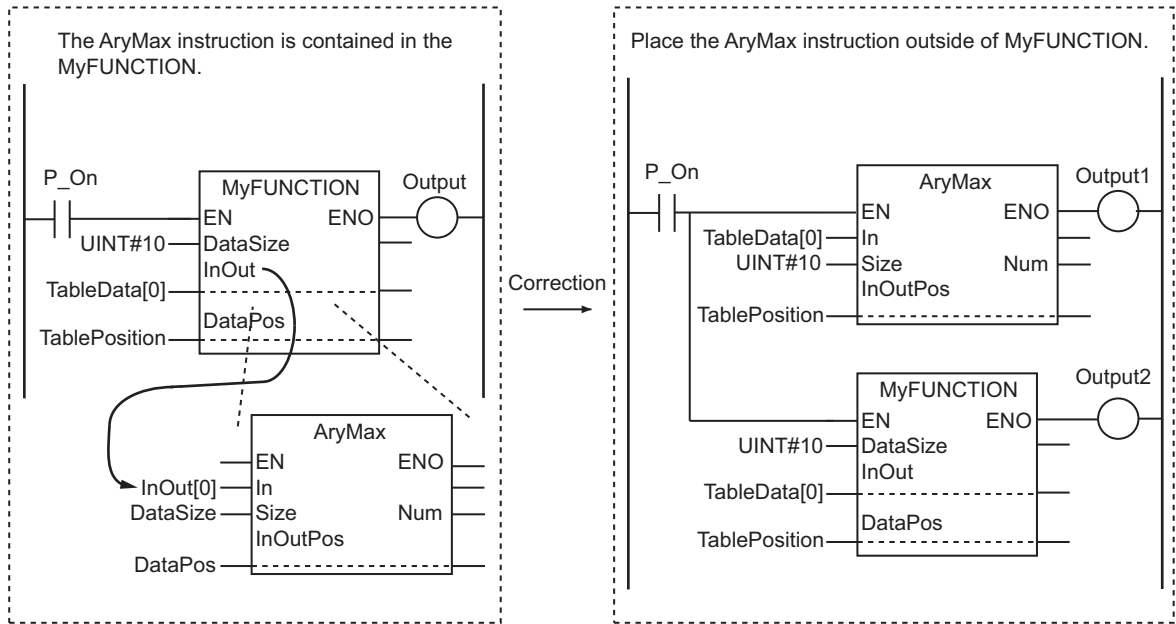 The AryMax instruction is contained in the
MyFUNCTION.
P_On
MyFUNCTION
Output
EN
ENO
UINT#10
DataSize
InOut
TableData[0]
DataPos
TablePosition
AryMax
EN
ENO
InOut[0]
In
DataSize
Size
Num
InOutPos
DataPos
Correction
Place the AryMax instruction outside of MyFUNCTION.
P_On
AryMax
Output1
EN
ENO
TableData[0]
In
UINT#10
Size
Num
InOutPos
TablePosition
MyFUNCTION
Output2
EN
ENO
UINT#10
DataSize
InOut
TableData[0]
DataPos
TablePosition